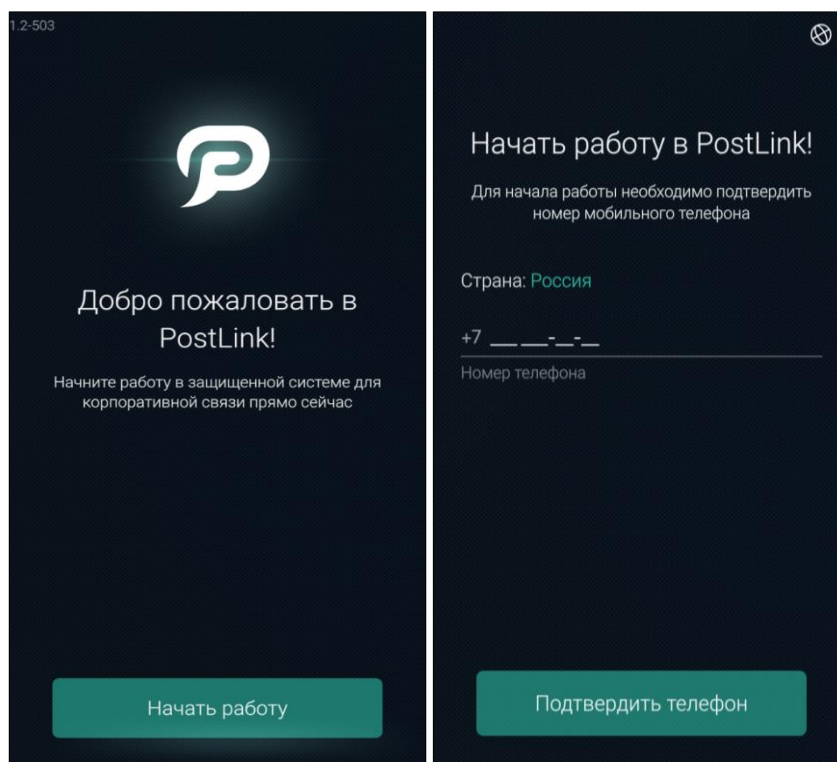 1.2-503
Добро пожаловать в
PostLink!
Начните работу в защищенной системе для
корпоративной связи прямо сейчас
Начать работу
Начать работу в PostLink!
Для начала работы необходимо подтвердить
номер мобильного телефона
Страна: Россия
+7 ___ ___-__-__
Номер телефона
Подтвердить телефон